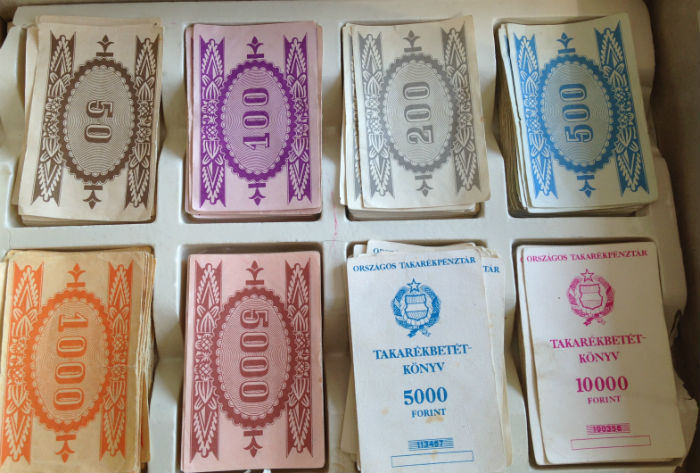 50
100
200
500
1000
5000
ORSZÁGOS TAKARÉKPÉNZTÁR
TAKARÉKBETÉT-
KÖNYV
5000
FORINT
113457
ORSZÁGOS TAKARÉKPÉNZTÁR
TAKARÉKBETÉT-
KÖNYV
10000
FORINT
190356